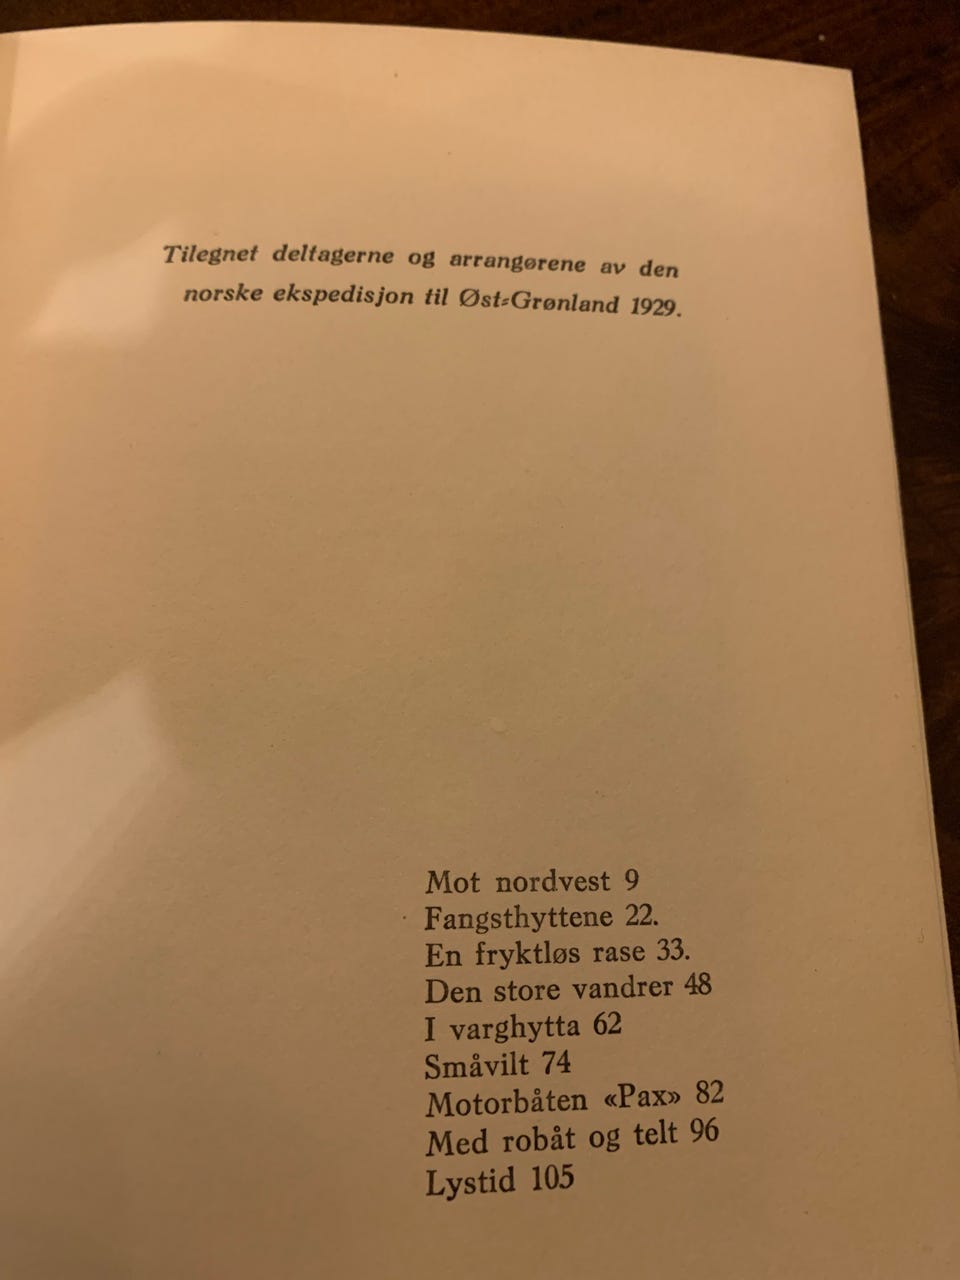 Tilegnet deltagerne og arrangørene av den
norske ekspedisjon til Øst-Grønland 1929.
Mot nordvest 9
Fangsthyttene 22.
En fryktløs rase 33.
Den store vandrer 48
I varghytta 62
Småvilt 74
Motorbåten «Pax» 82
Med robåt og telt 96
Lystid 105